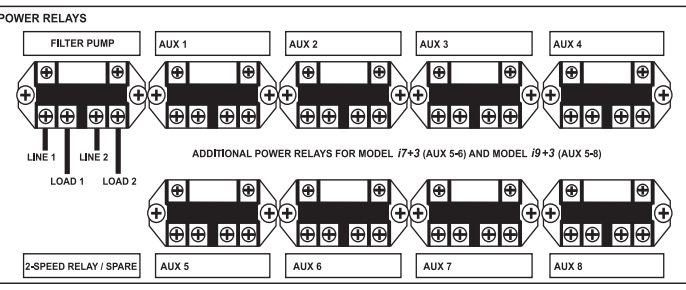 POWER RELAYS
FILTER PUMP
AUX 1
AUX 2
AUX 3
AUX 4
LINE 1
LINE 2
LOAD 1
LOAD 2
ADDITIONAL POWER RELAYS FOR MODEL i7+3 (AUX 5-6) AND MODEL i9+3 (AUX 5-8)
2-SPEED RELAY / SPARE
AUX 5
AUX 6
AUX 7
AUX 8